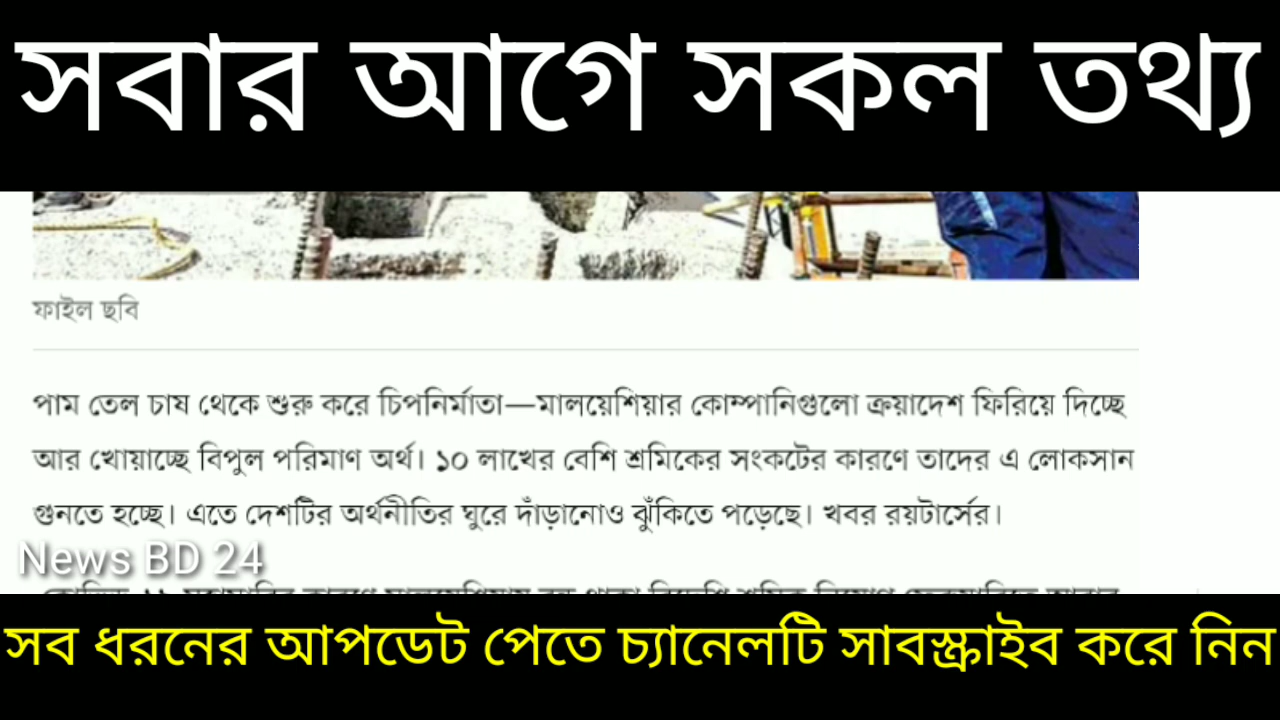 সবার আগে সকল তথ্য
ফাইল ছবি
পাম তেল চাষ থেকে শুরু করে চিপনির্মাতা—মালয়েশিয়ার কোম্পানিগুলো ক্রয়াদেশ ফিরিয়ে দিচ্ছে
আর খোয়াচ্ছে বিপুল পরিমাণ অর্থ। ১০ লাখের বেশি শ্রমিকের সংকটের কারণে তাদের এ লোকসান
গুনতে হচ্ছে। এতে দেশটির অর্থনীতির ঘুরে দাঁড়ানোও ঝুঁকিতে পড়েছে। খবর রয়টার্সের।
News BD 24
সব ধরনের আপডেট পেতে চ্যানেলটি সাবস্ক্রাইব করে নিন